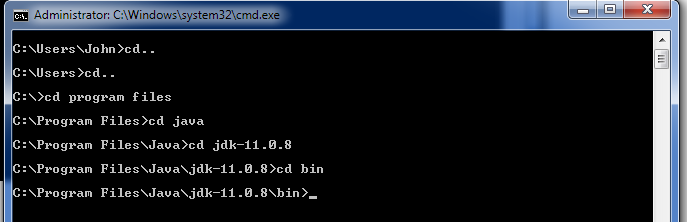 Administrator: C:\Windows\system32\cmd.exe
C:\Users\John>cd..
C:\Users>cd..
C:\>cd program files
C:\Program Files>cd java
C:\Program Files\Java>cd jdk-11.0.8
C:\Program Files\Java\jdk-11.0.8>cd bin
C:\Program Files\Java\jdk-11.0.8\bin>_